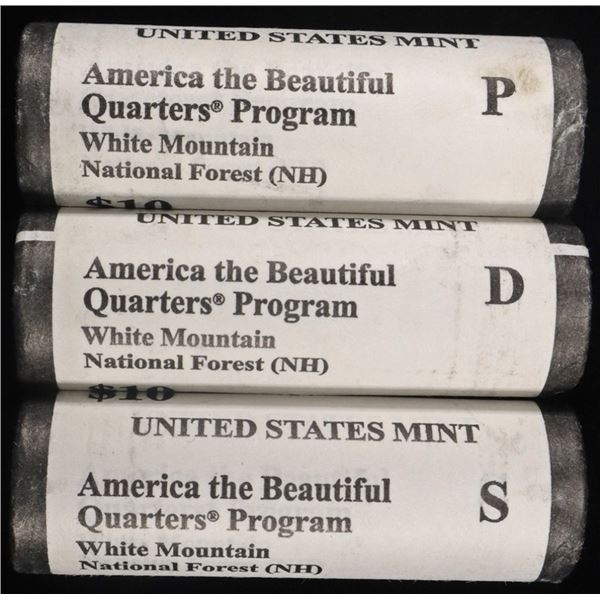 UNITED STATES MINT
America the Beautiful
Quarters® Program
P
White Mountain
National Forest (NH)
$10
UNITED STATES MINT
America the Beautiful
Quarters® Program
D
White Mountain
National Forest (NH)
$10
UNITED STATES MINT
America the Beautiful
Quarters® Program
S
White Mountain
National Forest (NH)